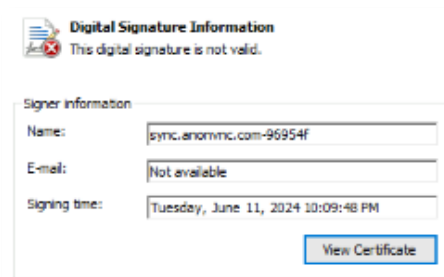 Digital Signature Information
This digital signature is not valid.
Signer information
Name:
sync.anonvnc.com-96954f
E-mail:
Not available
Signing time:
Tuesday, June 11, 2024 10:09:48 PM
View Certificate